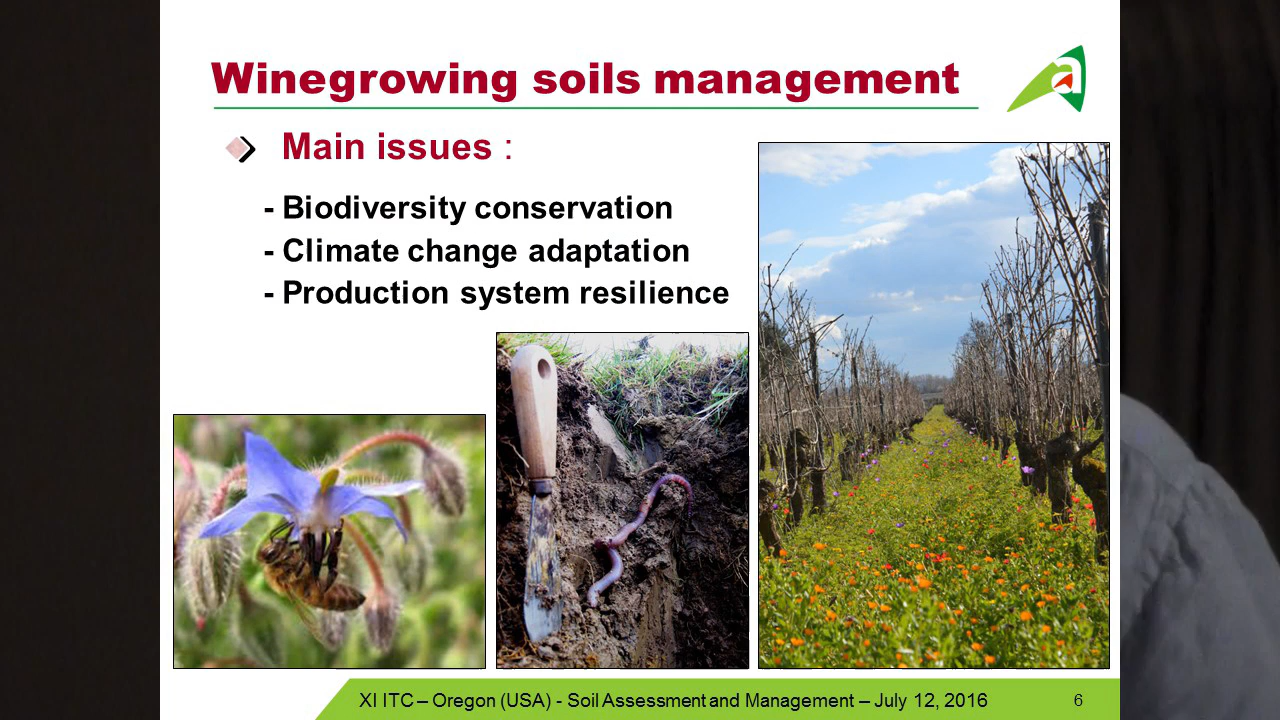 Winegrowing soils management
a
Main issues :
- Biodiversity conservation
- Climate change adaptation
- Production system resilience
XI ITC – Oregon (USA) - Soil Assessment and Management – July 12, 2016
6